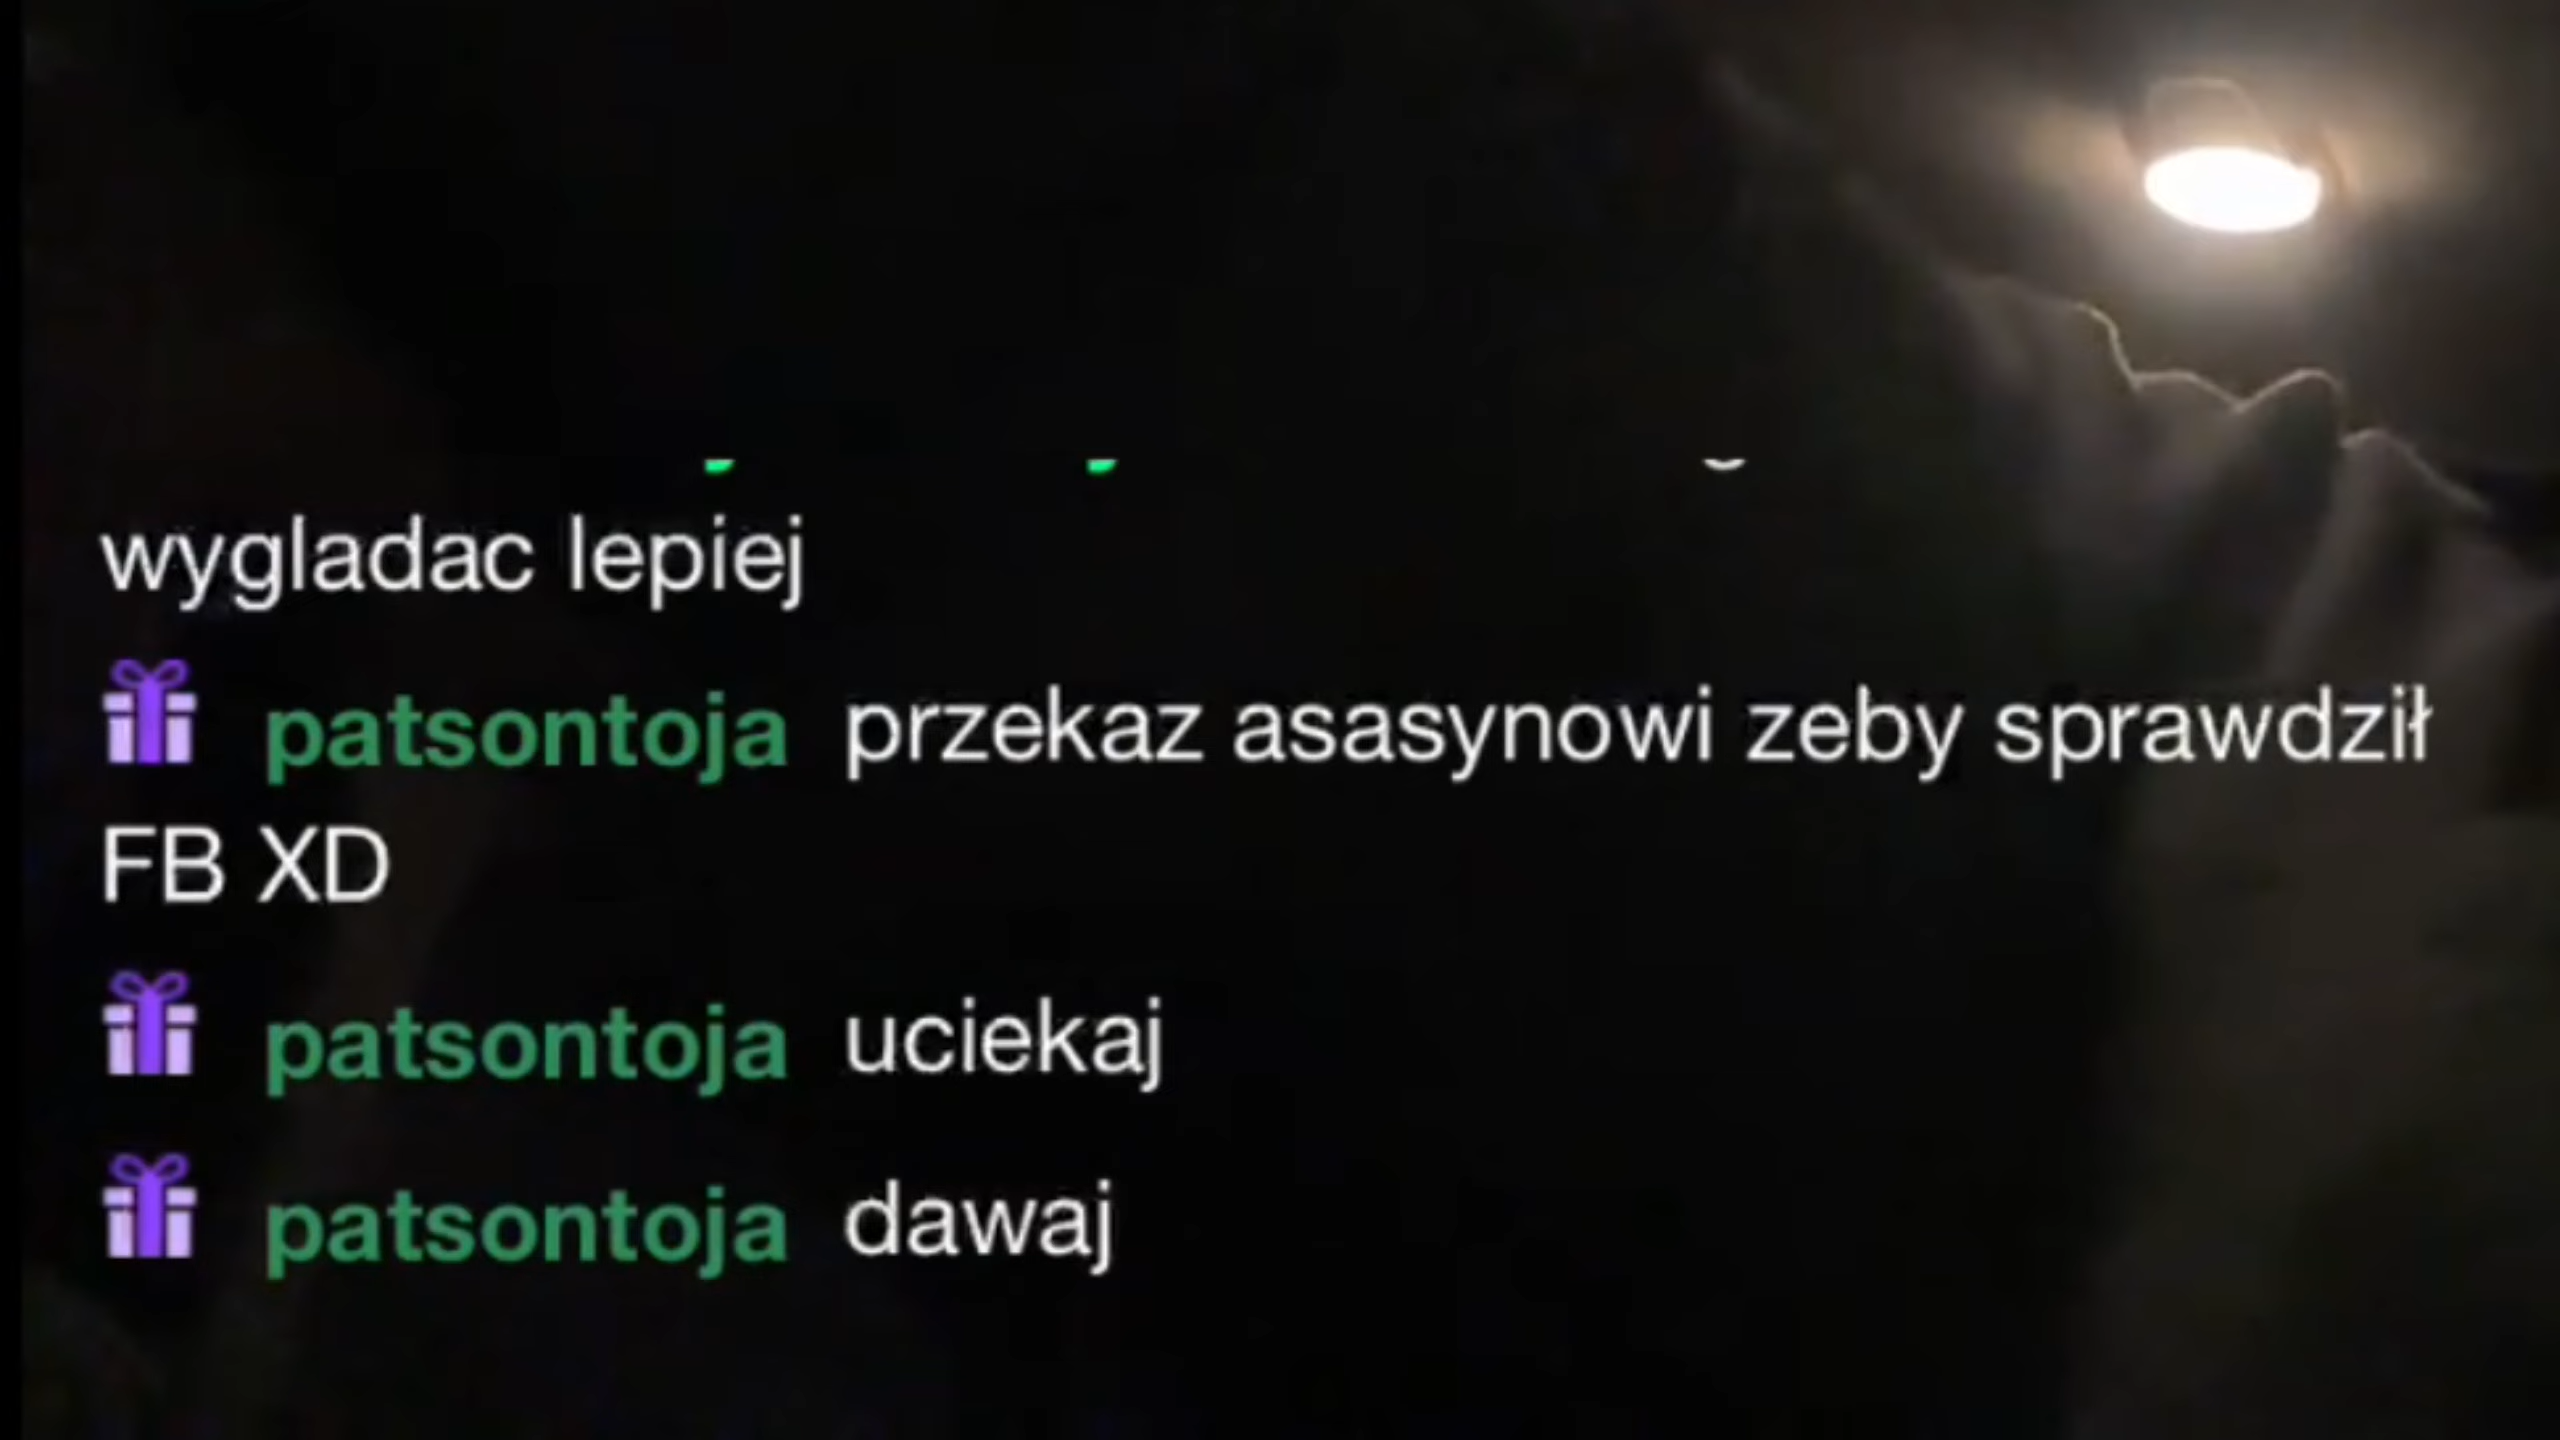 wygladac lepiej
patsontoja przekaz asasynowi zeby sprawdził
FB XD
patsontoja uciekaj
patsontoja dawaj